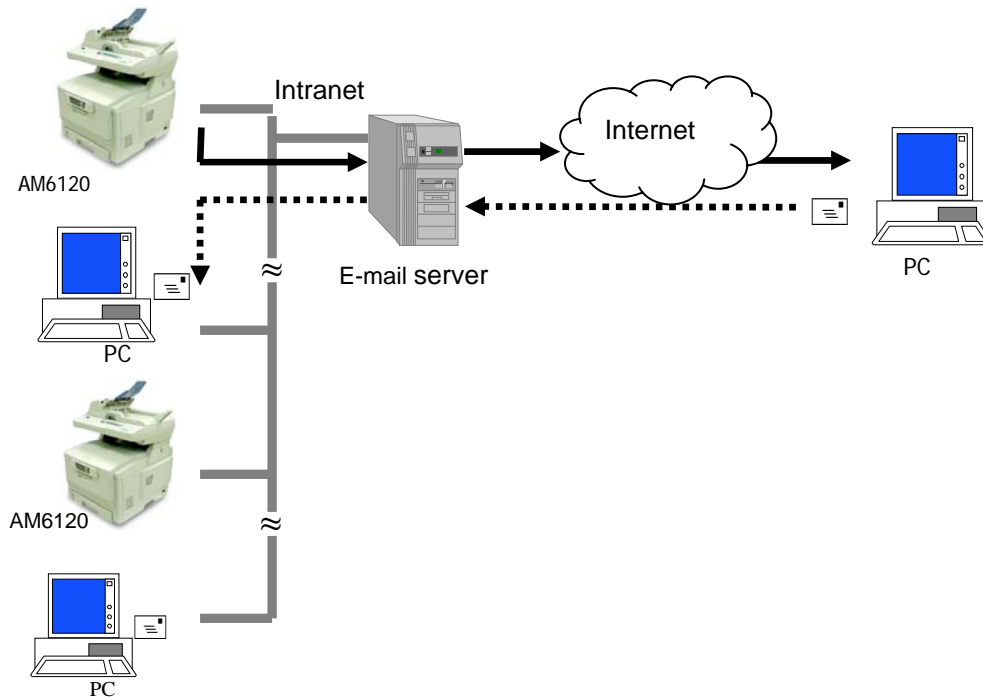 Intranet
Internet
AM6120
E-mail server
PC
PC
AM6120
PC